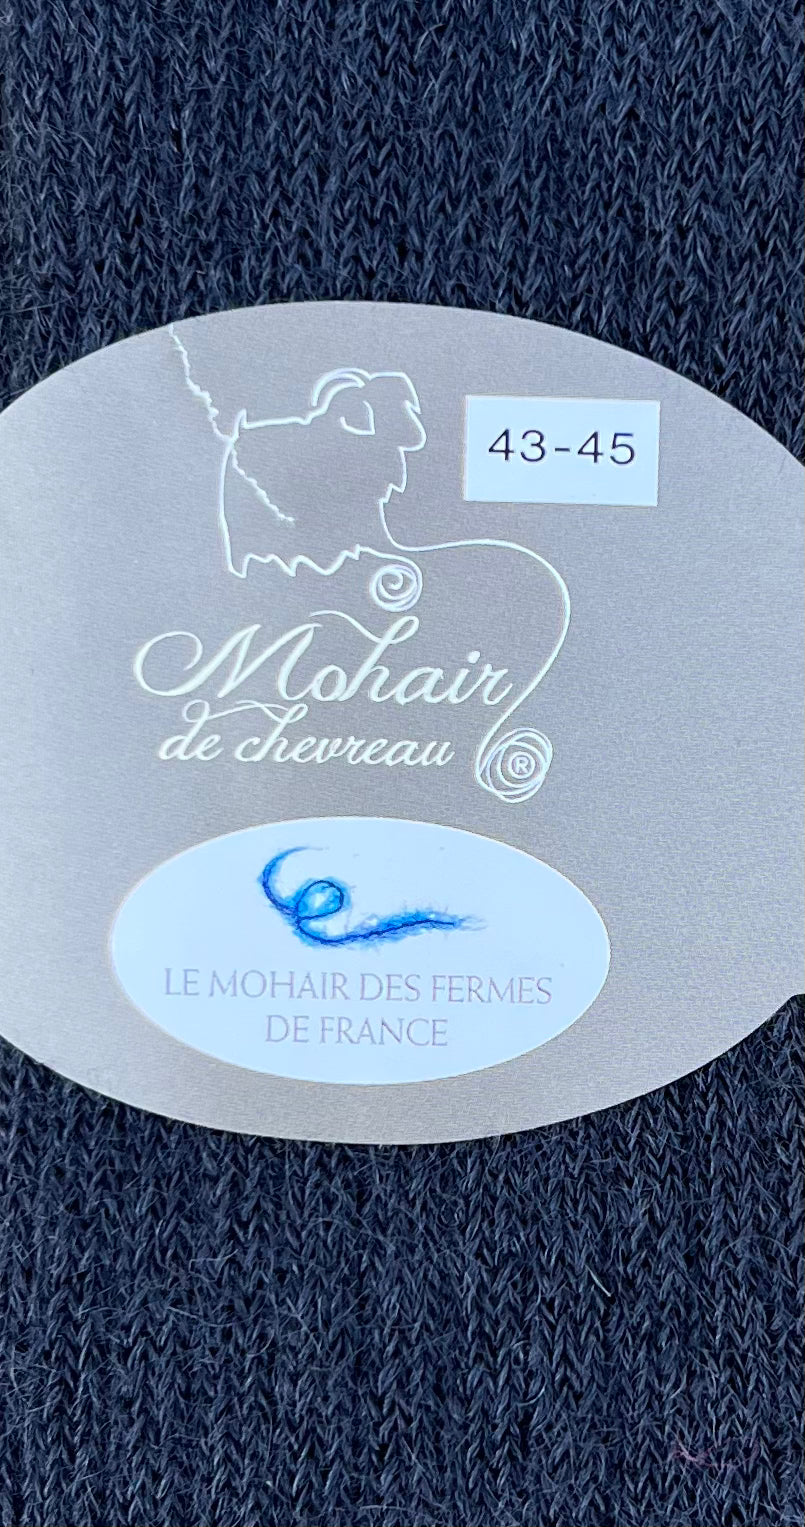 43-45
Mohair
de chevreau
®
LE MOHAIR DES FERMES
DE FRANCE